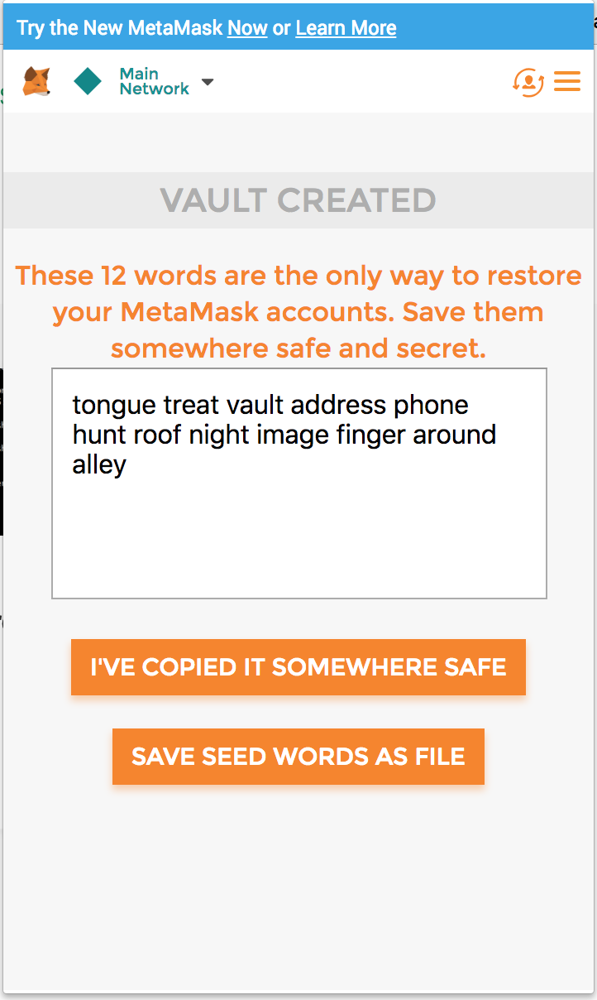 Try the New MetaMask Now or Learn More
Main
Network
VAULT CREATED
These 12 words are the only way to restore
your MetaMask accounts. Save them
somewhere safe and secret.
tongue treat vault address phone
hunt roof night image finger around
alley
I'VE COPIED IT SOMEWHERE SAFE
SAVE SEED WORDS AS FILE